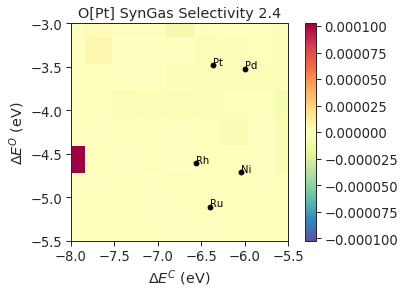 O[Pt] SynGas Selectivity 2.4
−3.0
−3.5
−4.0
−4.5
−5.0
−5.5
ΔE^O (eV)
Pt
Pd
Rh
Ni
Ru
−8.0 −7.5 −7.0 −6.5 −6.0 −5.5
ΔE^C (eV)
0.000100
0.000075
0.000050
0.000025
0.000000
−0.000025
−0.000050
−0.000075
−0.000100